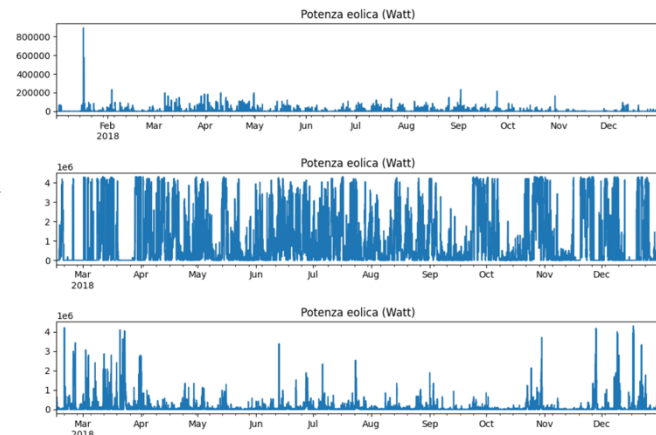 Potenza eolica (Watt)
800000
600000
400000
200000
0
Feb Mar Apr May Jun Jul Aug Sep Oct Nov Dec
2018
Potenza eolica (Watt)
1e6
4
3
2
1
0
Mar Apr May Jun Jul Aug Sep Oct Nov Dec
2018
Potenza eolica (Watt)
1e6
4
3
2
1
0
Mar Apr May Jun Jul Aug Sep Oct Nov Dec
2018